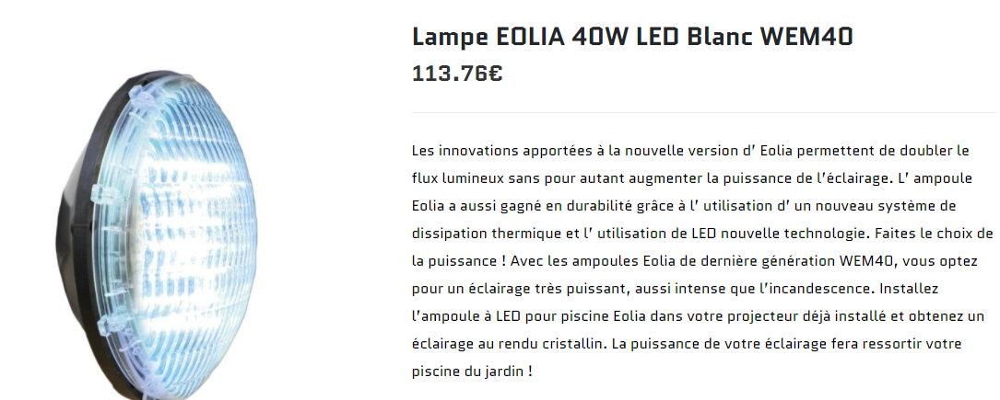 Lampe EOLIA 40W LED Blanc WEM40
113.76€
Les innovations apportées à la nouvelle version d’ Eolia permettent de doubler le
flux lumineux sans pour autant augmenter la puissance de l’éclairage. L’ ampoule
Eolia a aussi gagné en durabilité grâce à l’ utilisation d’ un nouveau système de
dissipation thermique et l’ utilisation de LED nouvelle technologie. Faites le choix de
la puissance ! Avec les ampoules Eolia de dernière génération WEM40, vous optez
pour un éclairage très puissant, aussi intense que l’incandescence. Installez
l’ampoule à LED pour piscine Eolia dans votre projecteur déjà installé et obtenez un
éclairage au rendu cristallin. La puissance de votre éclairage fera ressortir votre
piscine du jardin !